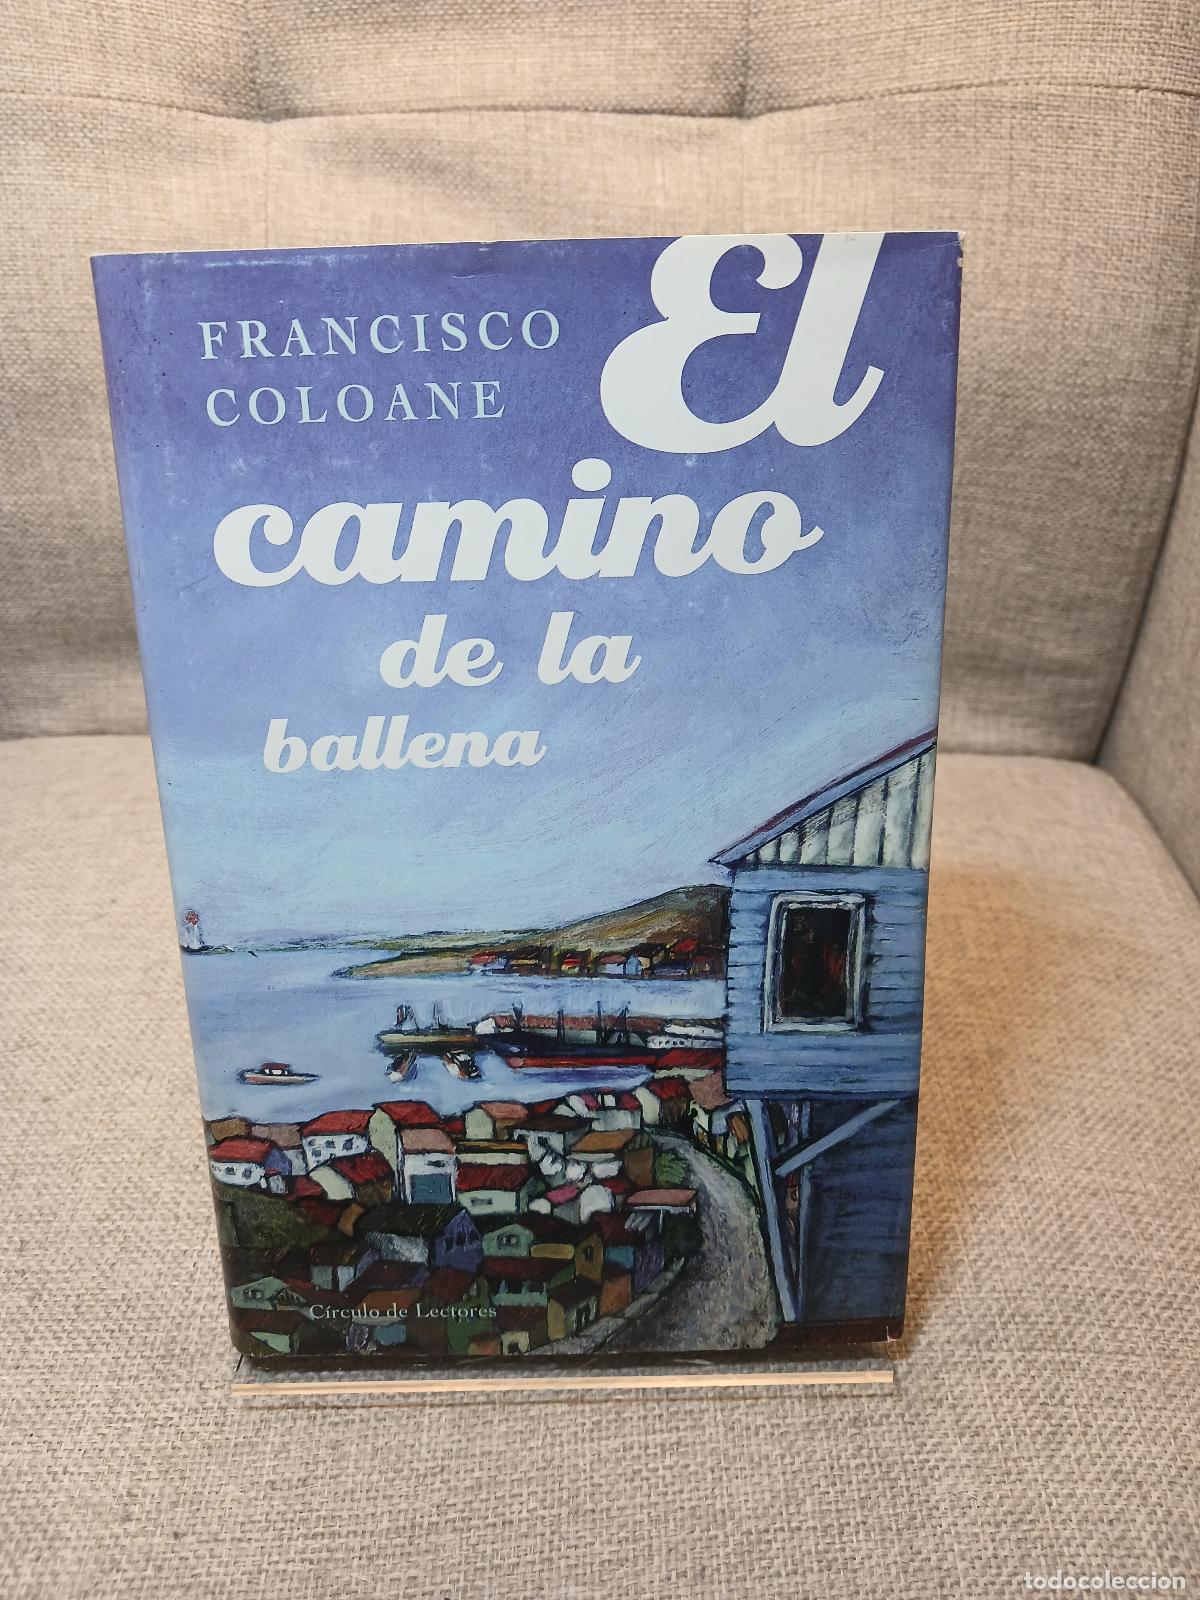 FRANCISCO
COLOANE
El
camino
de la
ballena
Círculo de Lectores
todocoleccion